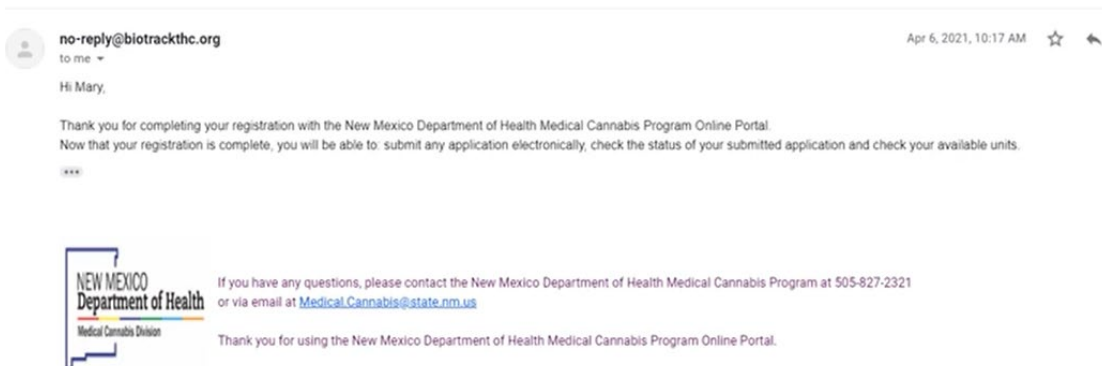 no-reply@biotrackthc.org
Apr 6, 2021, 10:17 AM
to me
Hi Mary,
Thank you for completing your registration with the New Mexico Department of Health Medical Cannabis Program Online Portal.
Now that your registration is complete, you will be able to: submit any application electronically, check the status of your submitted application and check your available units.
NEW MEXICO
Department of Health
Medical Cannabis Division
If you have any questions, please contact the New Mexico Department of Health Medical Cannabis Program at 505-827-2321
or via email at Medical.Cannabis@state.nm.us
Thank you for using the New Mexico Department of Health Medical Cannabis Program Online Portal.